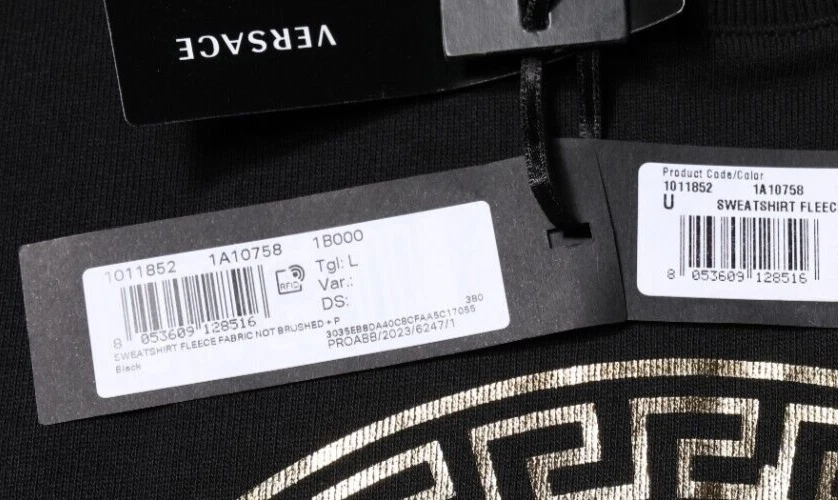 VERSACE
1011852 1A10758 1B000
RFID
Tgl: L
Var.:
DS:
8 053609 128516
SWEATSHIRT FLEECE FABRIC NOT BRUSHED + P
Black
380
3035EB8DA40C8CFAA5C17055
PROABB/2023/6247/1
Product Code/Color
1011852 1A10758
U SWEATSHIRT FLEEC
8 053609 128516